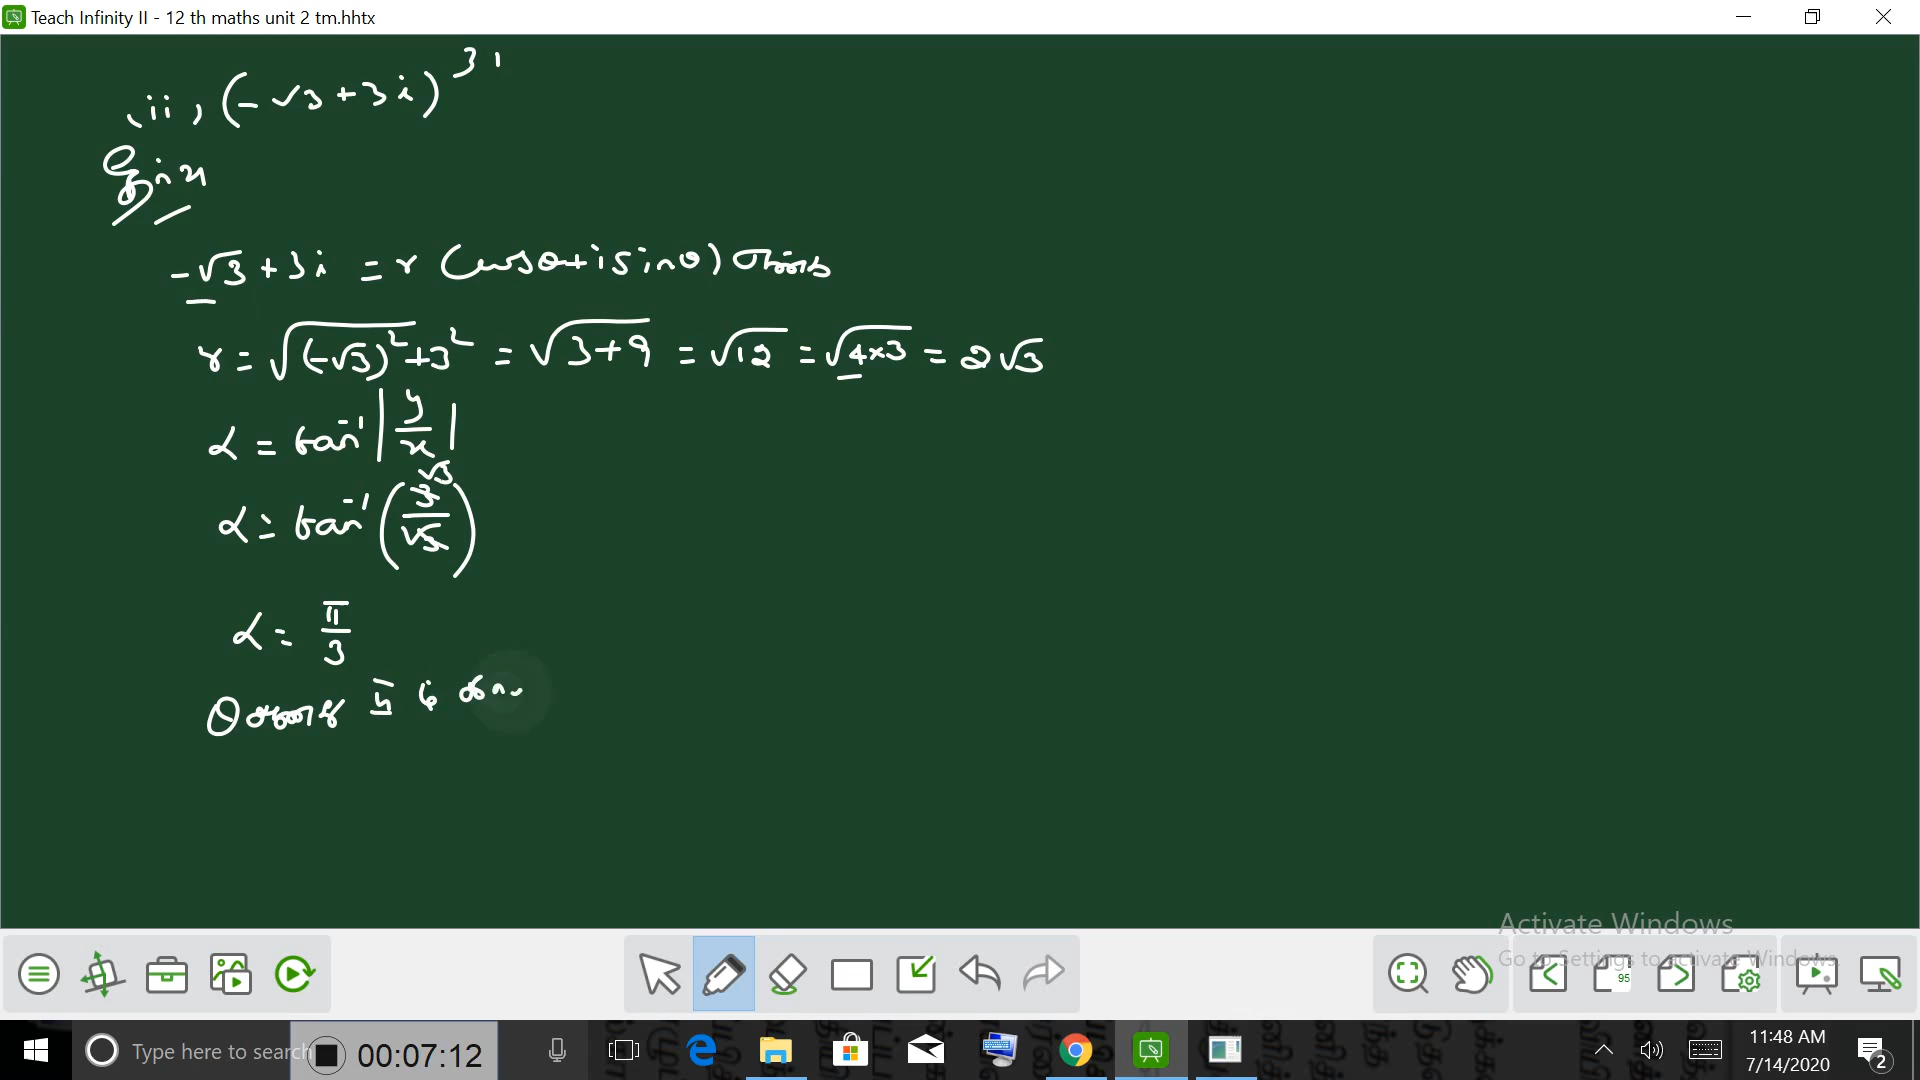 Teach Infinity II - 12 th maths unit 2 tm.hhtx
(ii) (-√3+3i)^31
தீர்வு
-√3+3i = r (cosθ+isinθ) என்க
r = √((-√3)²+3²) = √(3+9) = √12 = √(4×3) = 2√3
α = tan⁻¹|y/x|
α = tan⁻¹(3/√3) √3
α = π/3
θ
Activate Windows
Go to Settings to activate Windows.
95
Type here to search
00:07:12
11:48 AM
7/14/2020
2